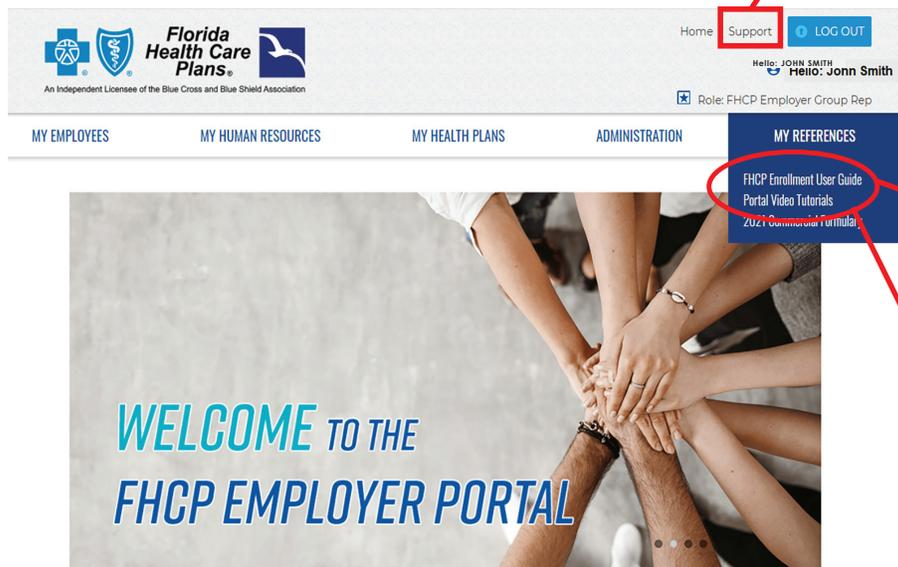 Home Support LOG OUT
Florida
Health Care
Plans®
An Independent Licensee of the Blue Cross and Blue Shield Association
Hello: JOHN SMITH
Hello: John Smith
Role: FHCP Employer Group Rep
MY EMPLOYEES MY HUMAN RESOURCES MY HEALTH PLANS ADMINISTRATION MY REFERENCES
FHCP Enrollment User Guide
Portal Video Tutorials
2021 Commercial Formulary
WELCOME TO THE
FHCP EMPLOYER PORTAL